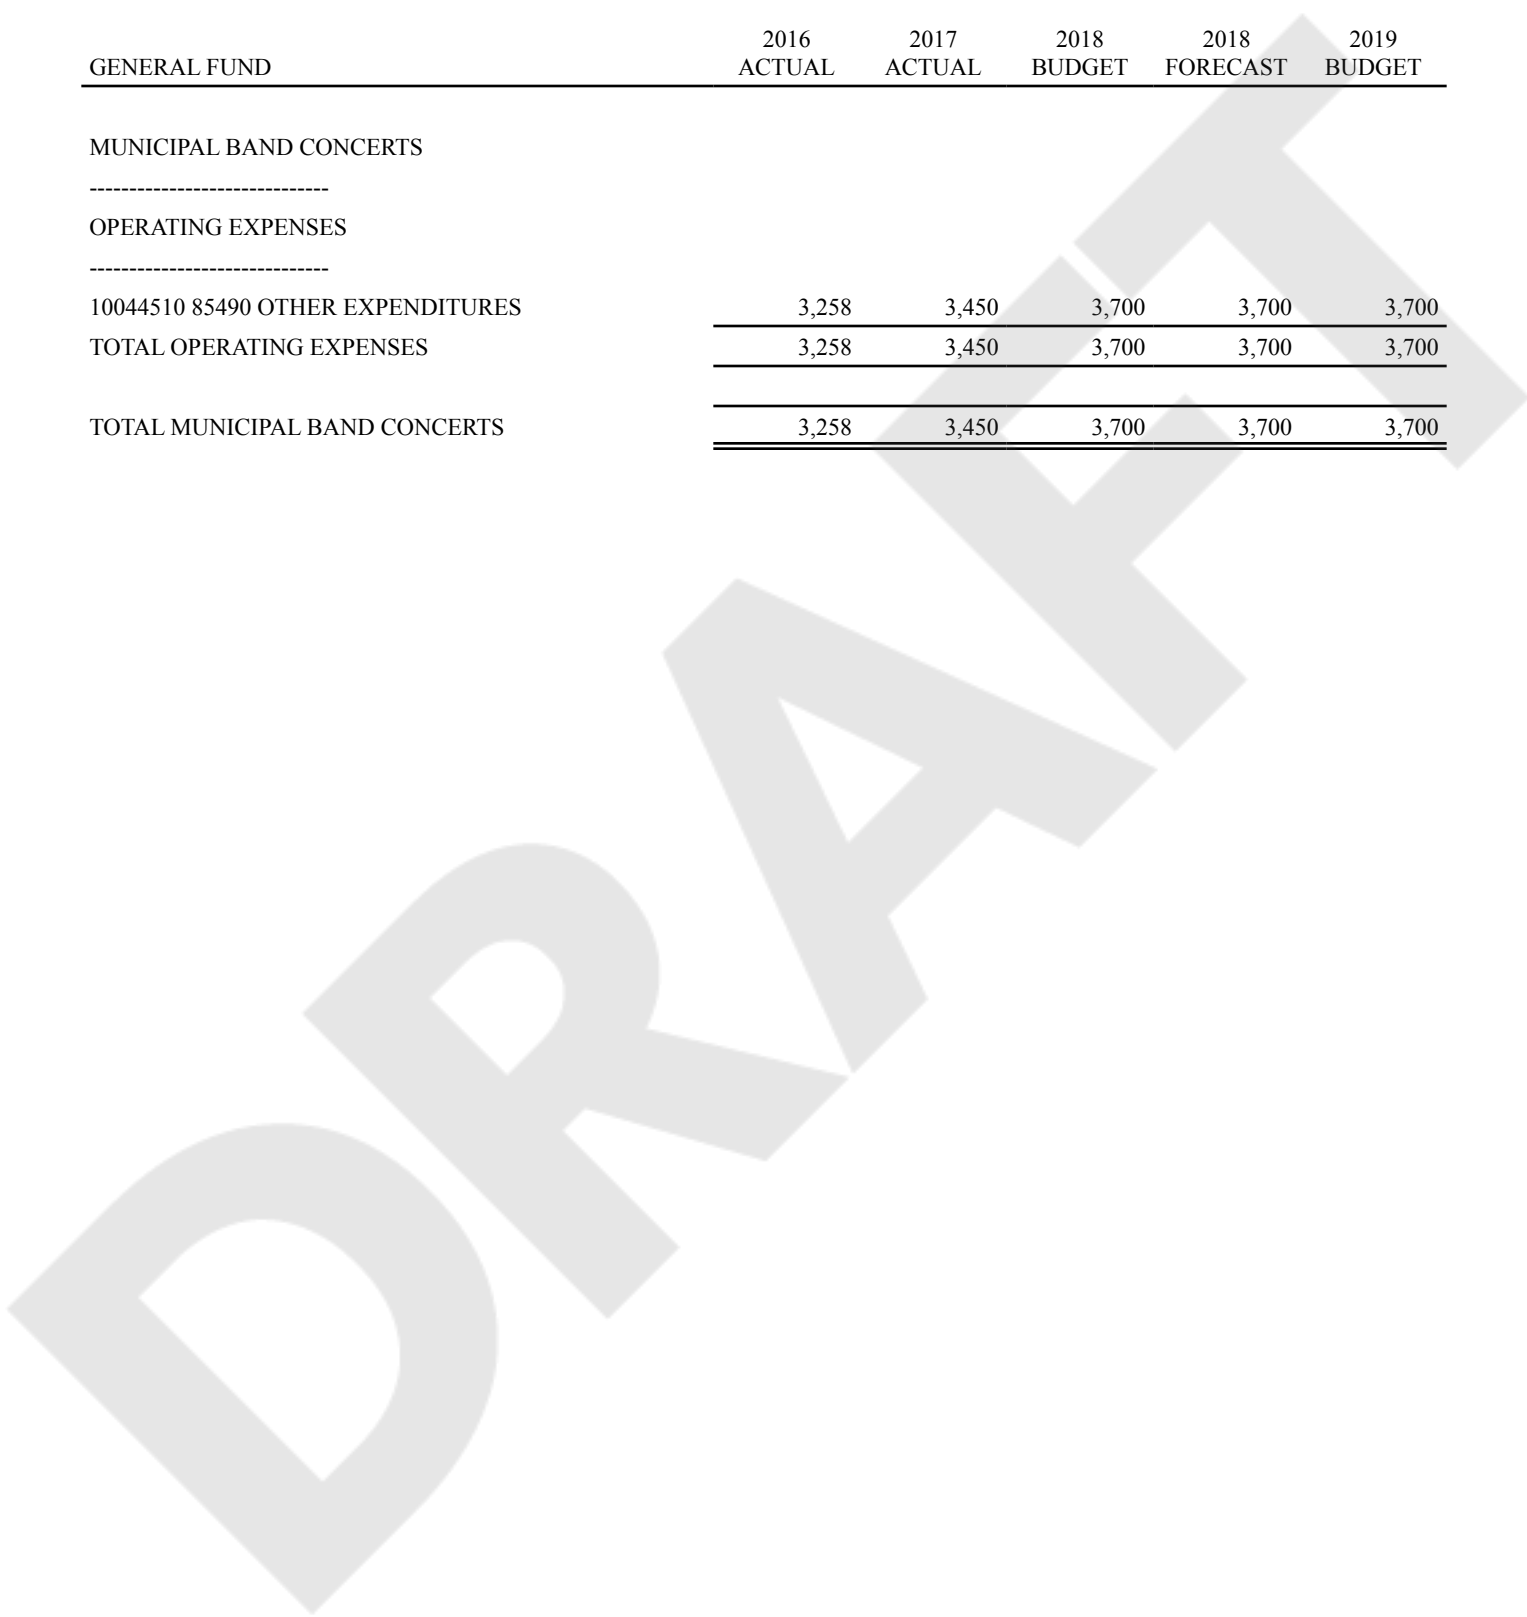 2016 2017 2018 2018 2019
GENERAL FUND ACTUAL ACTUAL BUDGET FORECAST BUDGET
MUNICIPAL BAND CONCERTS
------------------------------
OPERATING EXPENSES
------------------------------
10044510 85490 OTHER EXPENDITURES 3,258 3,450 3,700 3,700 3,700
TOTAL OPERATING EXPENSES 3,258 3,450 3,700 3,700 3,700
TOTAL MUNICIPAL BAND CONCERTS 3,258 3,450 3,700 3,700 3,700
DRAFT